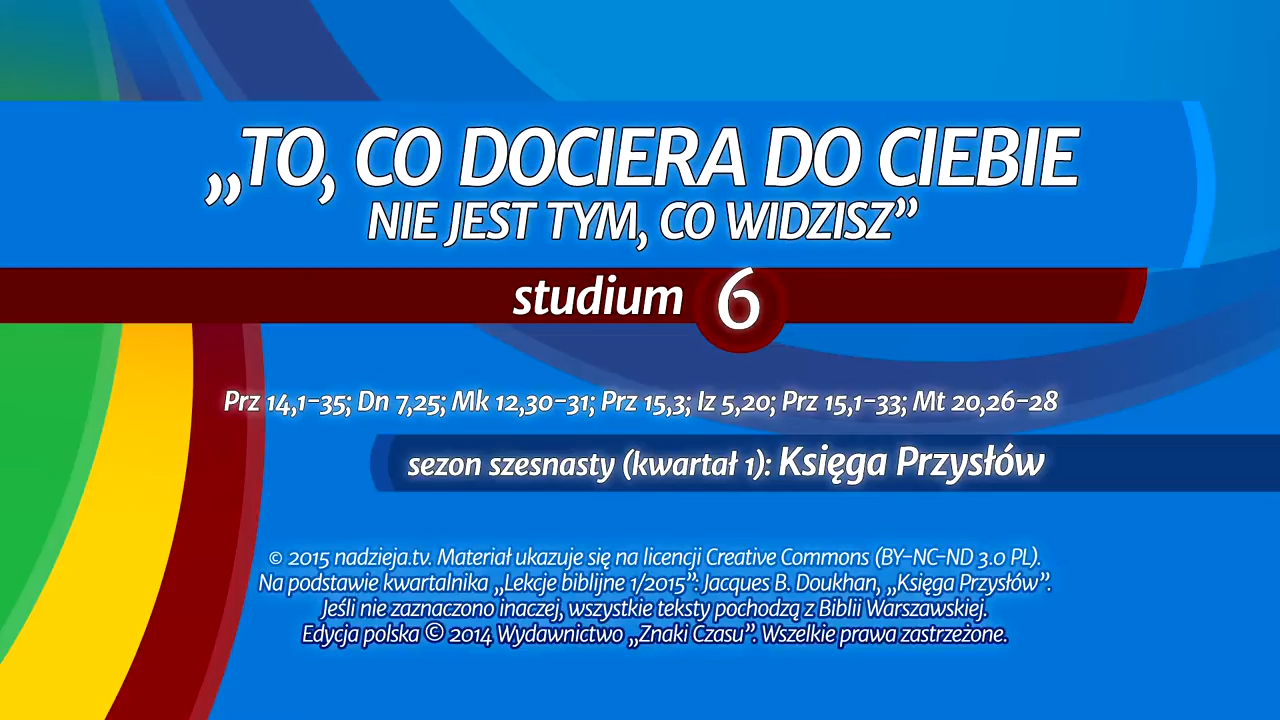 „TO, CO DOCIERA DO CIEBIE
NIE JEST TYM, CO WIDZISZ”
studium 6
Prz 14,1–35; Dn 7,25; Mk 12,30–31; Prz 15,3; Iz 5,20; Prz 15,1–33; Mt 20,26–28
sezon szesnasty (kwartał 1): Księga Przysłów
© 2015 nadzieja.tv. Materiał ukazuje się na licencji Creative Commons (BY-NC-ND 3.0 PL).
Na podstawie kwartalnika „Lekcje biblijne 1/2015”: Jacques B. Doukhan, „Księga Przysłów”.
Jeśli nie zaznaczono inaczej, wszystkie teksty pochodzą z Biblii Warszawskiej.
Edycja polska © 2014 Wydawnictwo „Znaki Czasu”. Wszelkie prawa zastrzeżone.